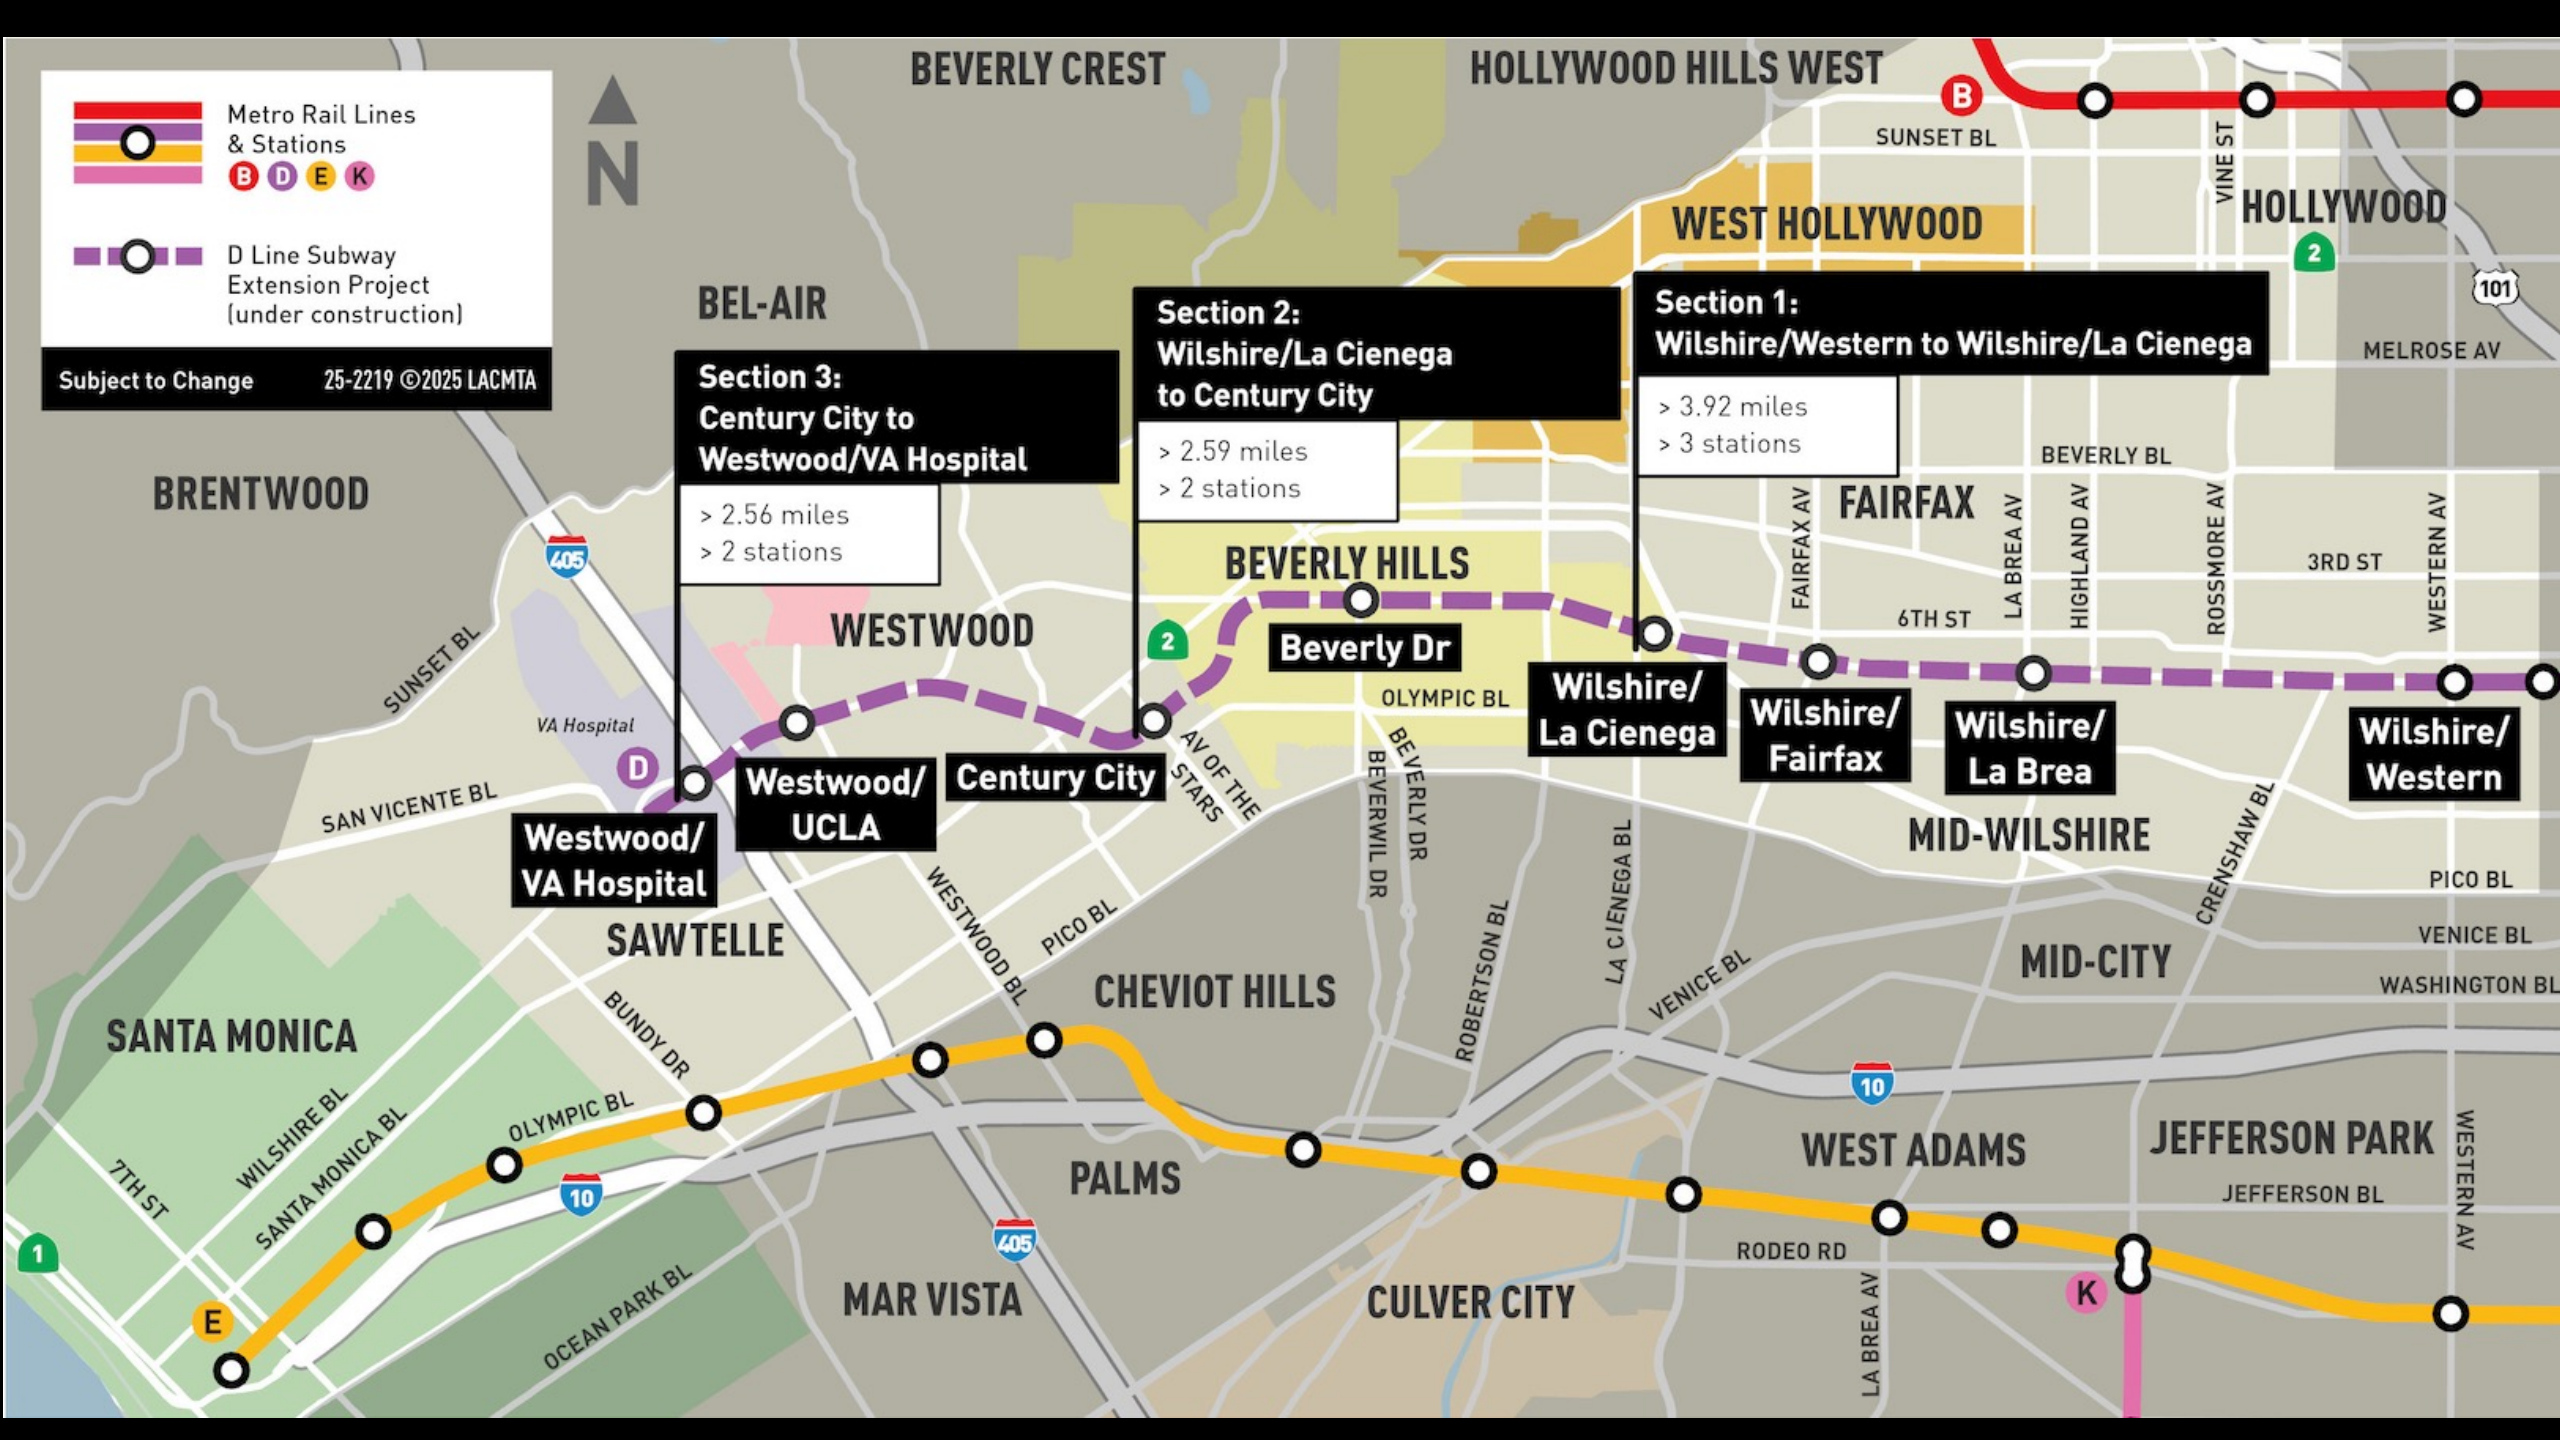 Metro Rail Lines
& Stations
B D E K
D Line Subway
Extension Project
(under construction)
Subject to Change
25-2219 ©2025 LACMTA
N
BEVERLY CREST
HOLLYWOOD HILLS WEST
B
SUNSET BL
VINE ST
HOLLYWOOD
2
101
WEST HOLLYWOOD
BEL-AIR
Section 3:
Century City to
Westwood/VA Hospital
> 2.56 miles
> 2 stations
Section 2:
Wilshire/La Cienega
to Century City
> 2.59 miles
> 2 stations
Section 1:
Wilshire/Western to Wilshire/La Cienega
> 3.92 miles
> 3 stations
MELROSE AV
BEVERLY BL
BRENTWOOD
405
FAIRFAX
FAIRFAX AV
LA BREA AV
HIGHLAND AV
ROSSMORE AV
WESTERN AV
3RD ST
6TH ST
BEVERLY HILLS
WESTWOOD
2
Beverly Dr
OLYMPIC BL
SUNSET BL
VA Hospital
D
Wilshire/
La Cienega
Wilshire/
Fairfax
Wilshire/
La Brea
Wilshire/
Western
Westwood/
UCLA
Century City
AV OF THE
STARS
BEVERWIL DR
BEVERLY DR
SAN VICENTE BL
Westwood/
VA Hospital
MID-WILSHIRE
CRENSHAW BL
PICO BL
SAWTELLE
WESTWOOD BL
PICO BL
LA CIENEGA BL
ROBERTSON BL
VENICE BL
MID-CITY
VENICE BL
WASHINGTON BL
CHEVIOT HILLS
SANTA MONICA
BUNDY DR
WILSHIRE BL
SANTA MONICA BL
OLYMPIC BL
7TH ST
10
10
WEST ADAMS
JEFFERSON PARK
WESTERN AV
JEFFERSON BL
PALMS
405
1
RODEO RD
K
E
OCEAN PARK BL
MAR VISTA
CULVER CITY
LA BREA AV